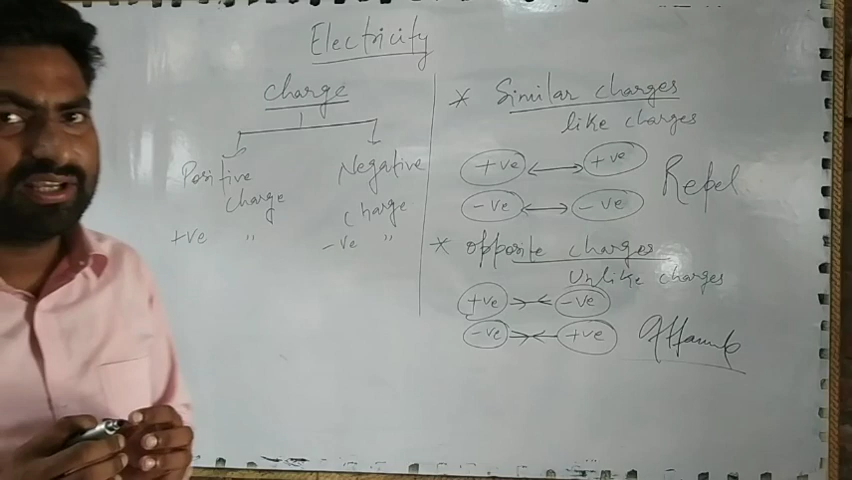 Electricity
charge
Positive
charge
+ve "
Negative
charge
-ve "
* Similar charges
like charges
+ve +ve
-ve -ve
Repel
* opposite charges
Unlike charges
+ve -ve
-ve +ve